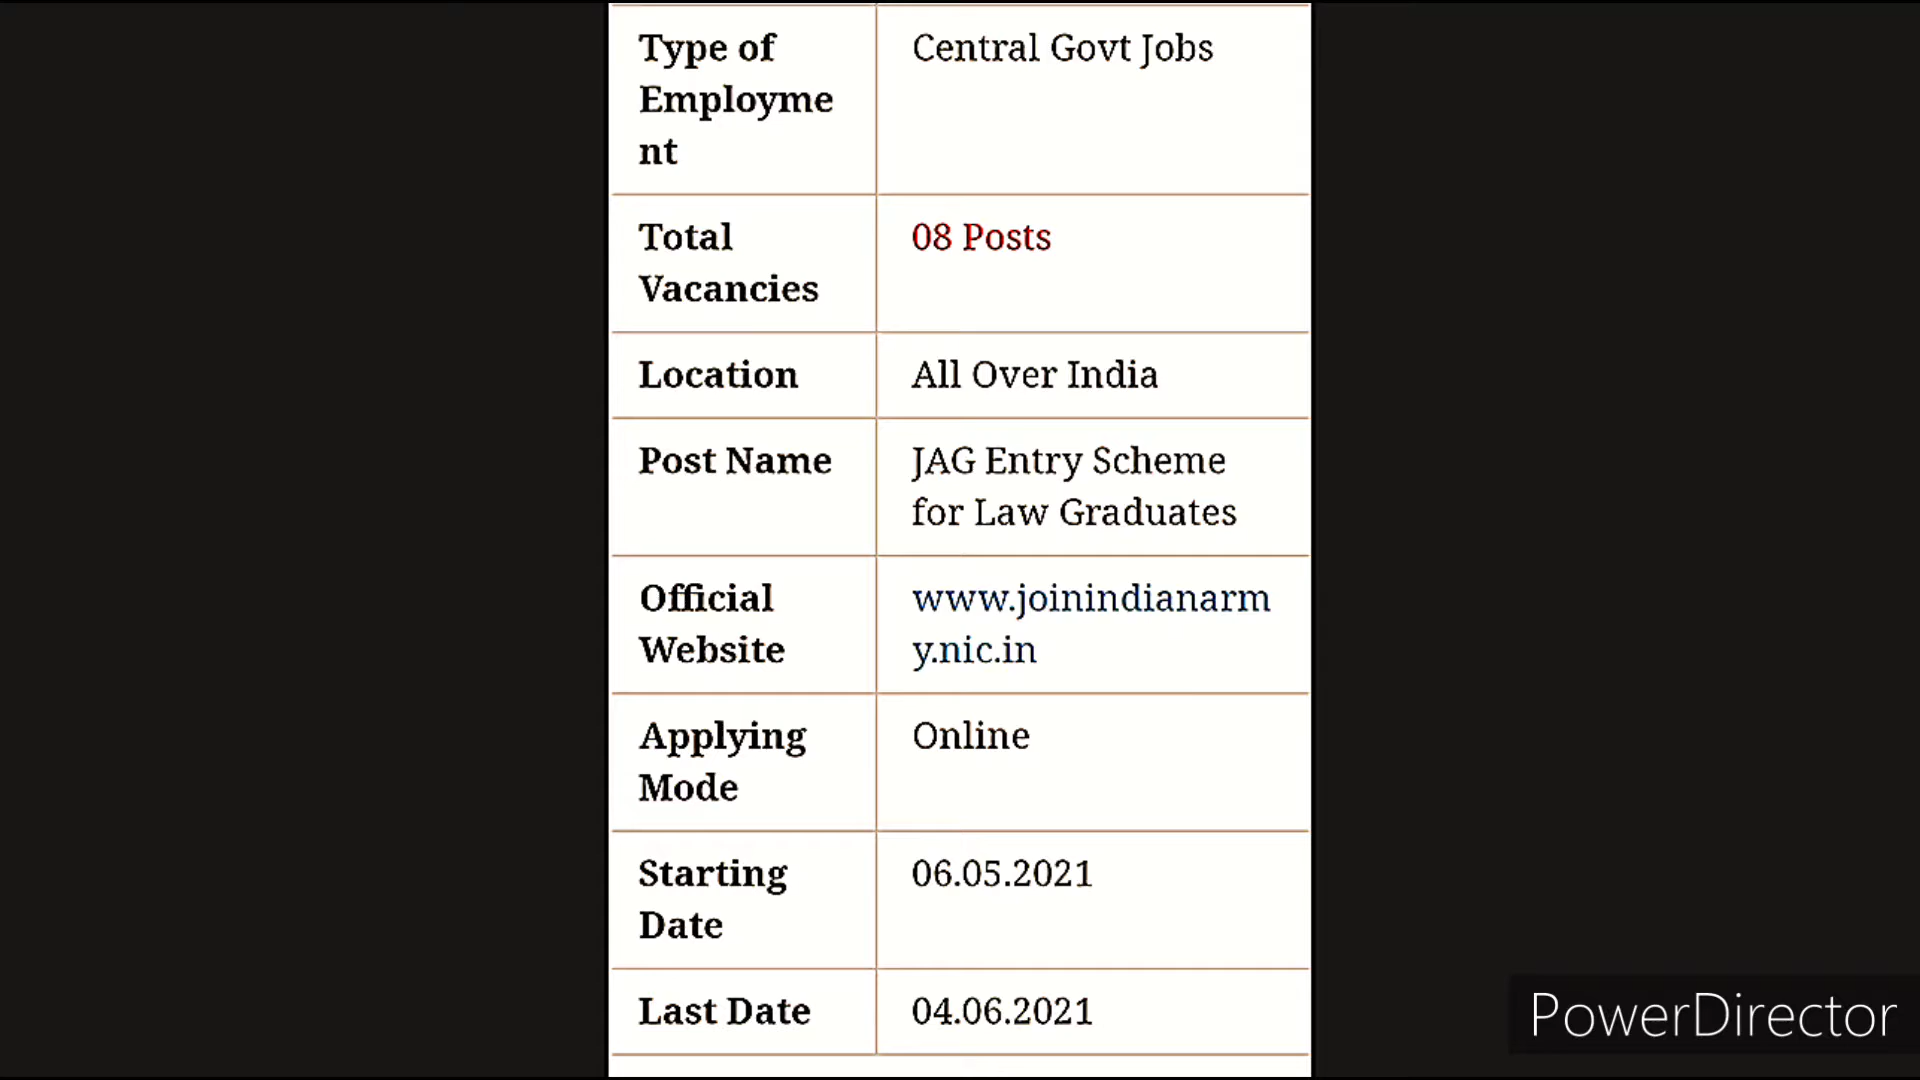 Type of
Employme
nt
Central Govt Jobs
Total
Vacancies
08 Posts
Location
All Over India
Post Name
JAG Entry Scheme
for Law Graduates
Official
Website
www.joinindianarm
y.nic.in
Applying
Mode
Online
Starting
Date
06.05.2021
Last Date
04.06.2021
PowerDirector